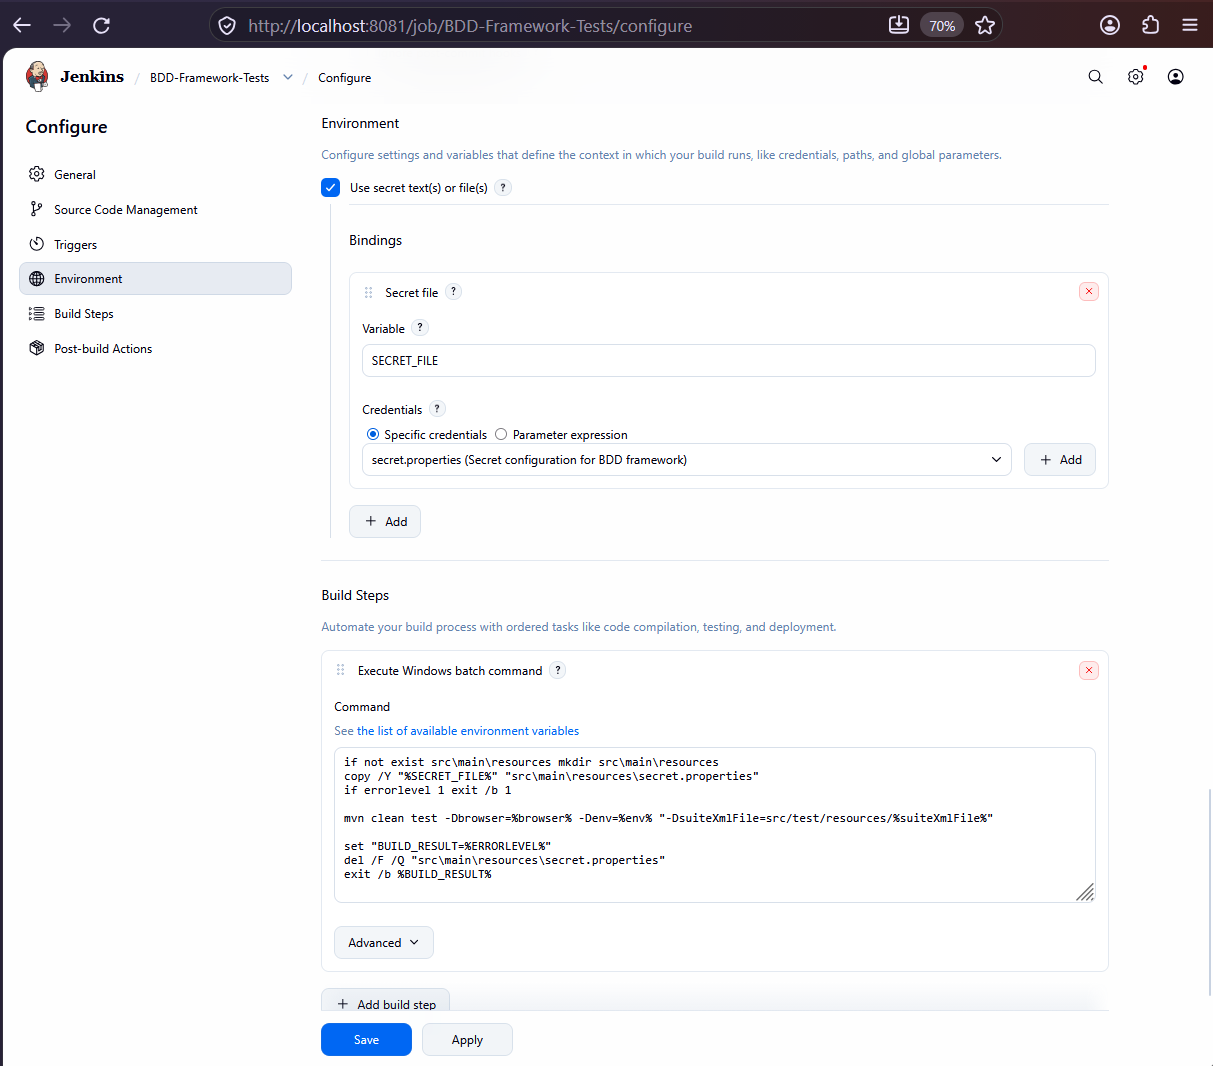 http://localhost:8081/job/BDD-Framework-Tests/configure
70%
Jenkins / BDD-Framework-Tests / Configure
Configure
General
Source Code Management
Triggers
Environment
Build Steps
Post-build Actions
Environment
Configure settings and variables that define the context in which your build runs, like credentials, paths, and global parameters.
Use secret text(s) or file(s) ?
Bindings
Secret file ?
Variable ?
SECRET_FILE
Credentials ?
Specific credentials Parameter expression
secret.properties (Secret configuration for BDD framework)
+ Add
+ Add
Build Steps
Automate your build process with ordered tasks like code compilation, testing, and deployment.
Execute Windows batch command ?
Command
See the list of available environment variables
if not exist src\main\resources mkdir src\main\resources
copy /Y "%SECRET_FILE%" "src\main\resources\secret.properties"
if errorlevel 1 exit /b 1
mvn clean test -Dbrowser=%browser% -Denv=%env% "-DsuiteXmlFile=src/test/resources/%suiteXmlFile%"
set "BUILD_RESULT=%ERRORLEVEL%"
del /F /Q "src\main\resources\secret.properties"
exit /b %BUILD_RESULT%
Advanced
+ Add build step
Save
Apply